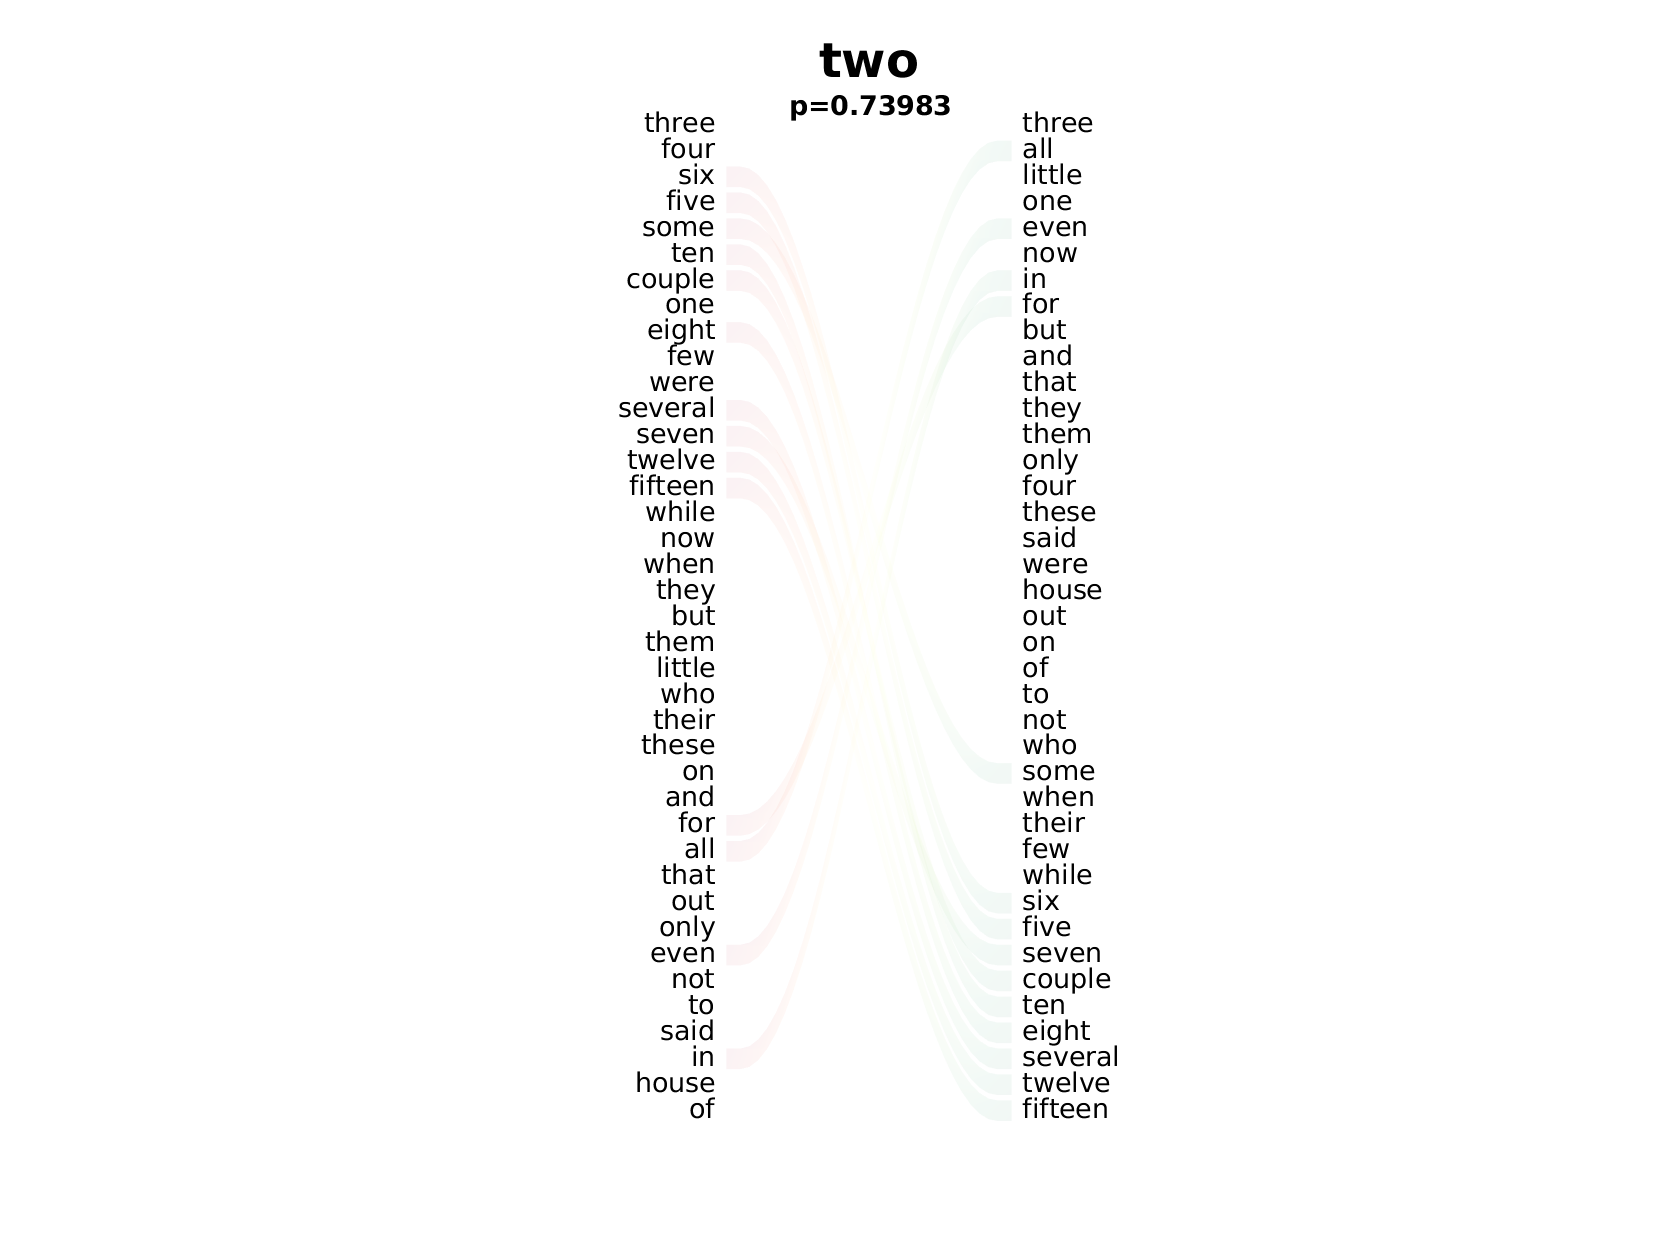 two
p=0.73983
three three
four all
six little
five one
some even
ten now
couple in
one for
eight but
few and
were that
several they
seven them
twelve only
fifteen four
while these
now said
when were
they house
but out
them on
little of
who to
their not
these who
on some
and when
for their
all few
that while
out six
only five
even seven
not couple
to ten
said eight
in several
house twelve
of fifteen